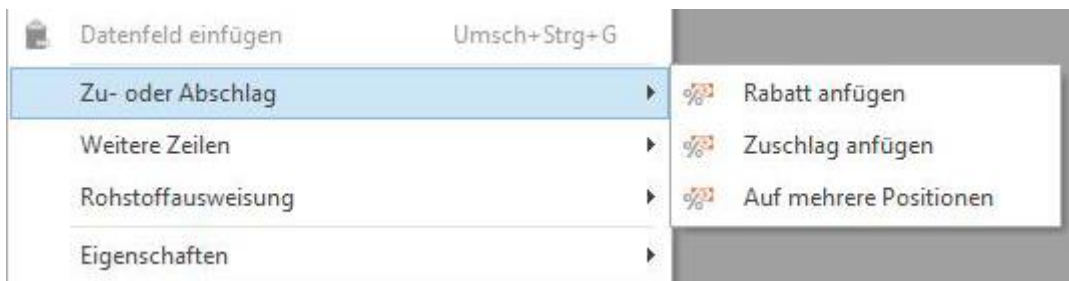 Datenfeld einfügen Umsch+Strg+G
Zu- oder Abschlag
Rabatt anfügen
Weitere Zeilen
Zuschlag anfügen
Rohstoffausweisung
Auf mehrere Positionen
Eigenschaften